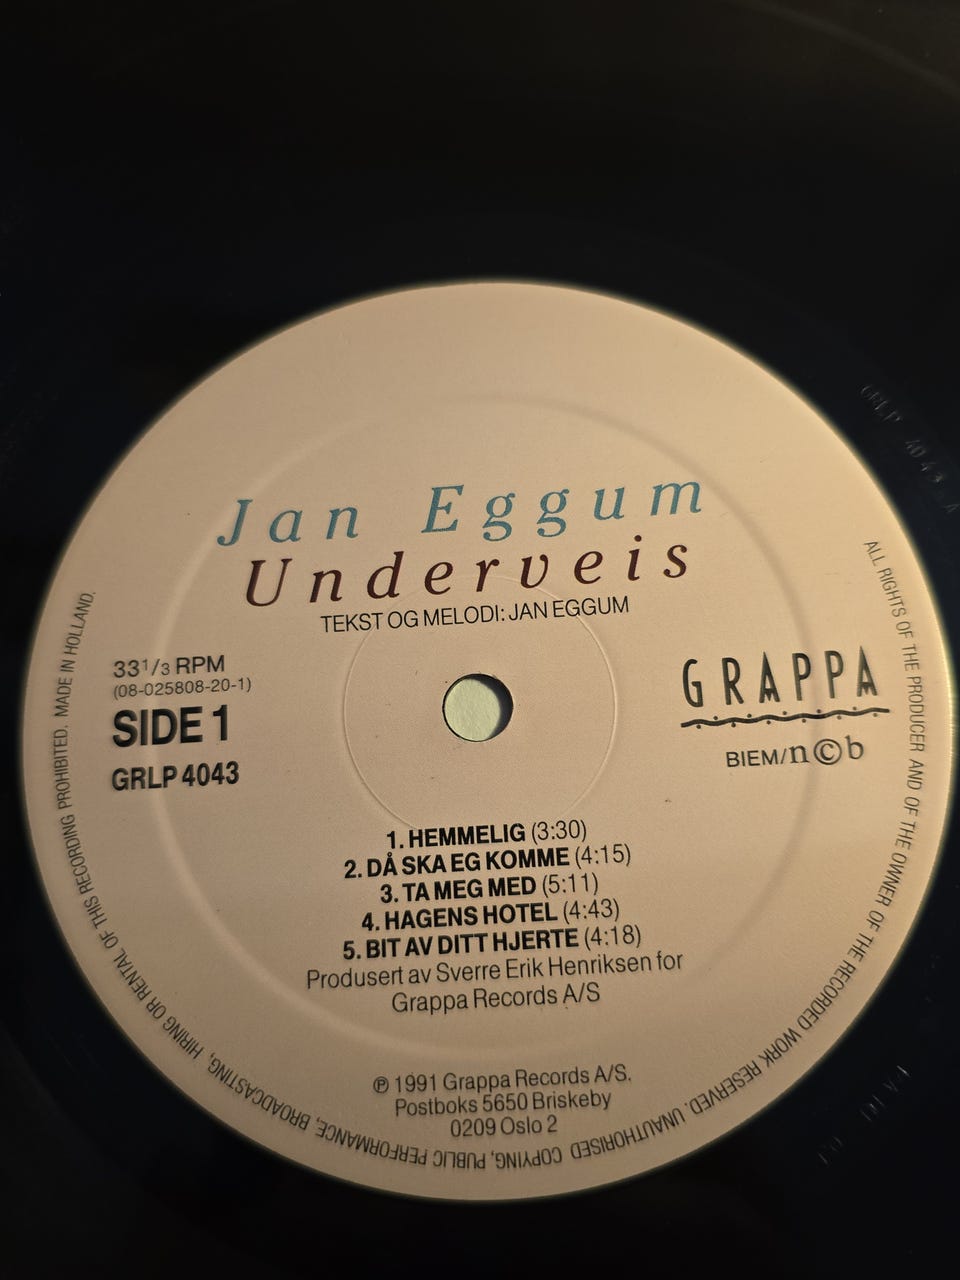 Jan Eggum
Underveis
TEKST OG MELODI: JAN EGGUM
33 1/3 RPM
(08-025808-20-1)
SIDE 1
GRLP 4043
GRAPPA
BIEM/n©b
1. HEMMELIG (3:30)
2. DÅ SKA EG KOMME (4:15)
3. TA MEG MED (5:11)
4. HAGENS HOTEL (4:43)
5. BIT AV DITT HJERTE (4:18)
Produsert av Sverre Erik Henriksen for
Grappa Records A/S
℗ 1991 Grappa Records A/S.
Postboks 5650 Briskeby
0209 Oslo 2
ALL RIGHTS OF THE PRODUCER AND OF THE OWNER OF THE RECORDED WORK RESERVED. UNAUTHORISED COPYING, PUBLIC PERFORMANCE, BROADCASTING, HIRING OR RENTAL OF THIS RECORDING PROHIBITED. MADE IN HOLLAND.
GRLP 4043 A